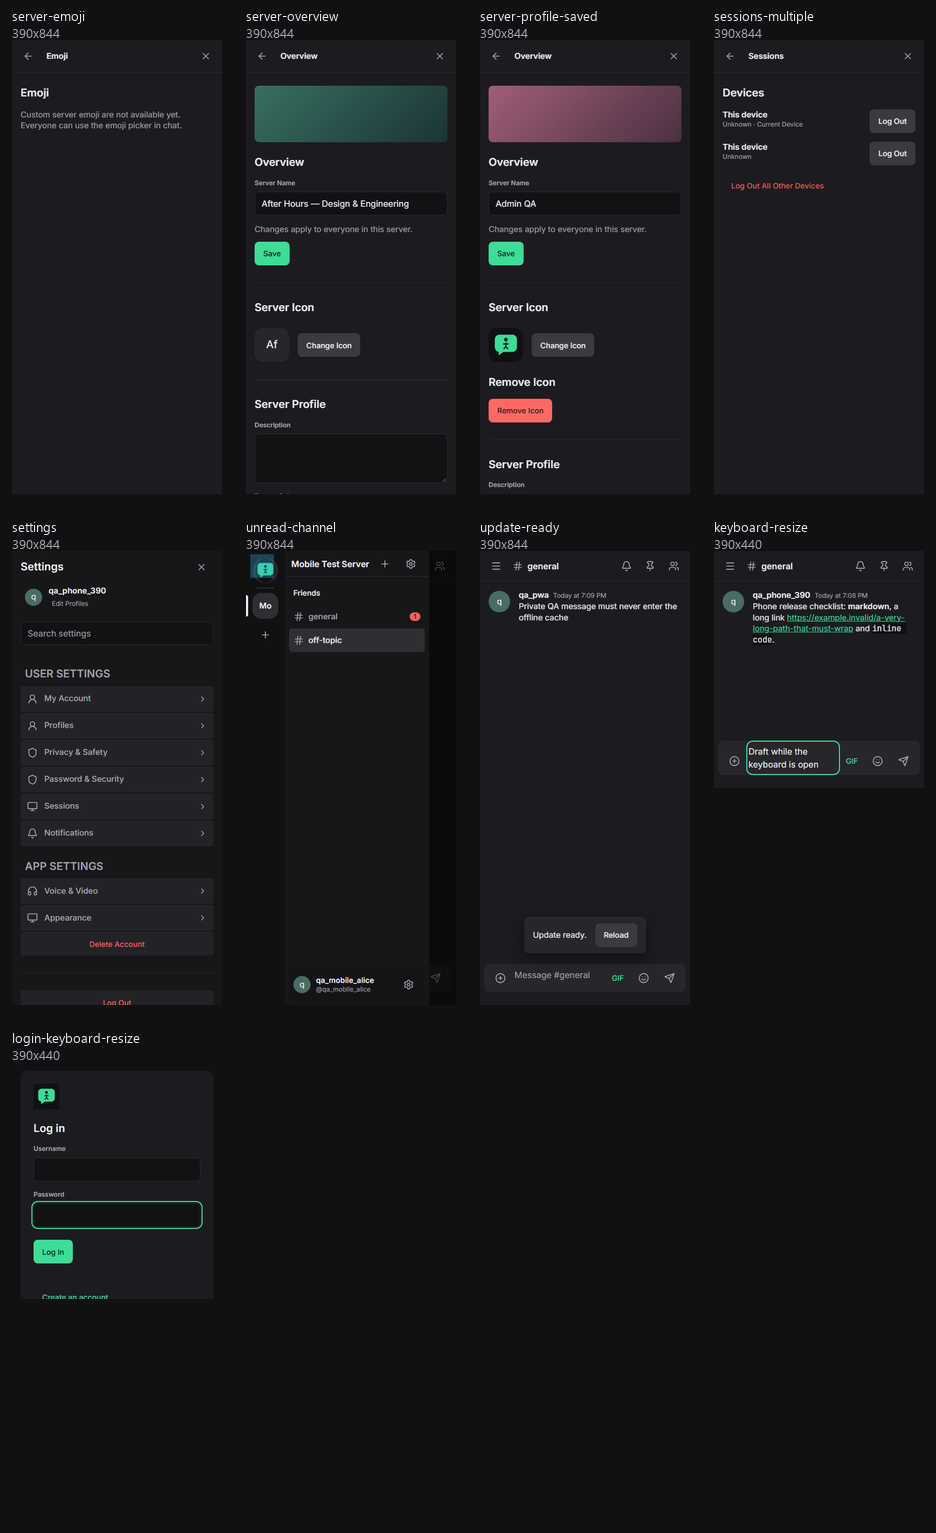 server-emoji
390x844
Emoji
Emoji
Custom server emoji are not available yet.
Everyone can use the emoji picker in chat.
server-overview
390x844
Overview
Overview
Server Name
After Hours — Design & Engineering
Changes apply to everyone in this server.
Save
Server Icon
Af
Change Icon
Server Profile
Description
server-profile-saved
390x844
Overview
Overview
Server Name
Admin QA
Changes apply to everyone in this server.
Save
Server Icon
Change Icon
Remove Icon
Remove Icon
Server Profile
Description
sessions-multiple
390x844
Sessions
Devices
This device
Unknown · Current Device
Log Out
This device
Unknown
Log Out
Log Out All Other Devices
settings
390x844
Settings
q
qa_phone_390
Edit Profiles
Search settings
USER SETTINGS
My Account
Profiles
Privacy & Safety
Password & Security
Sessions
Notifications
APP SETTINGS
Voice & Video
Appearance
Delete Account
Log Out
unread-channel
390x844
Mobile Test Server
Mo
Friends
general
1
off-topic
q
qa_mobile_alice
@qa_mobile_alice
update-ready
390x844
# general
q
qa_pwa Today at 7:09 PM
Private QA message must never enter the
offline cache
Update ready.
Reload
Message #general
GIF
keyboard-resize
390x440
# general
q
qa_phone_390 Today at 7:08 PM
Phone release checklist: markdown, a
long link https://example.invalid/a-very-
long-path-that-must-wrap and inline
code.
Draft while the
keyboard is open
GIF
login-keyboard-resize
390x440
Log in
Username
Password
Log In
Create an account